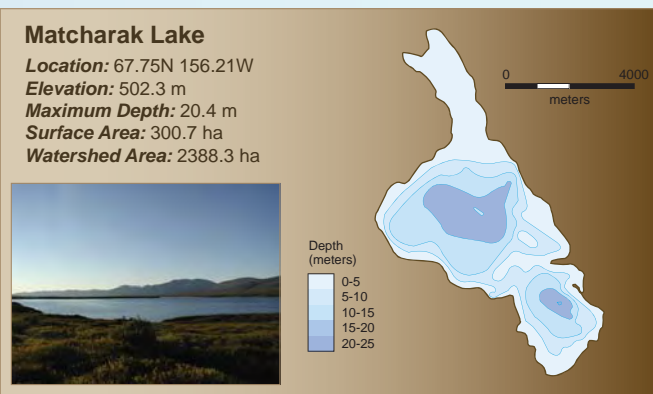 Matcharak Lake
Location: 67.75N 156.21W
Elevation: 502.3 m
Maximum Depth: 20.4 m
Surface Area: 300.7 ha
Watershed Area: 2388.3 ha
0 4000
meters
Depth
(meters)
0-5
5-10
10-15
15-20
20-25